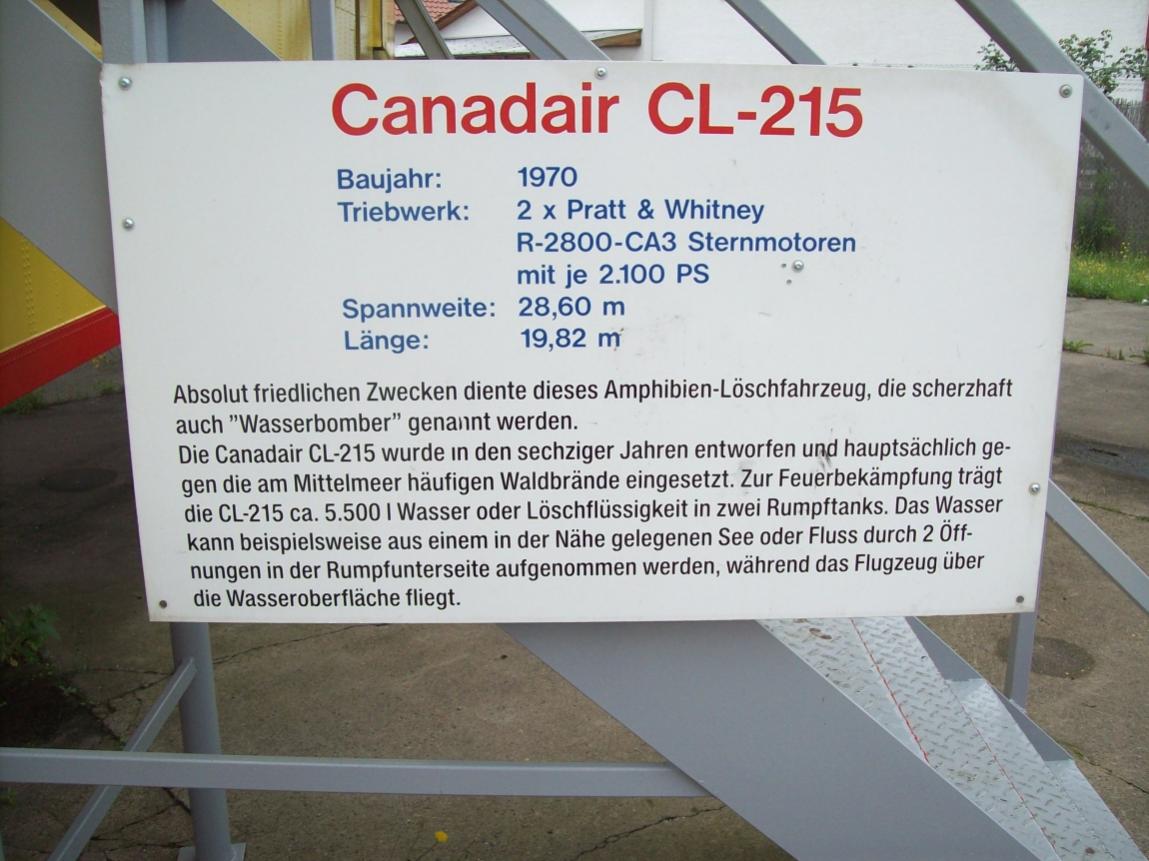 Canadair CL-215
Baujahr: 1970
Triebwerk: 2 x Pratt & Whitney
R-2800-CA3 Sternmotoren
mit je 2.100 PS
Spannweite: 28,60 m
Länge: 19,82 m
Absolut friedlichen Zwecken diente dieses Amphibien-Löschfahrzeug, die scherzhaft
auch "Wasserbomber" genannt werden.
Die Canadair CL-215 wurde in den sechziger Jahren entworfen und hauptsächlich ge-
gen die am Mittelmeer häufigen Waldbrände eingesetzt. Zur Feuerbekämpfung trägt
die CL-215 ca. 5.500 l Wasser oder Löschflüssigkeit in zwei Rumpftanks. Das Wasser
kann beispielsweise aus einem in der Nähe gelegenen See oder Fluss durch 2 Öff-
nungen in der Rumpfunterseite aufgenommen werden, während das Flugzeug über
die Wasseroberfläche fliegt.